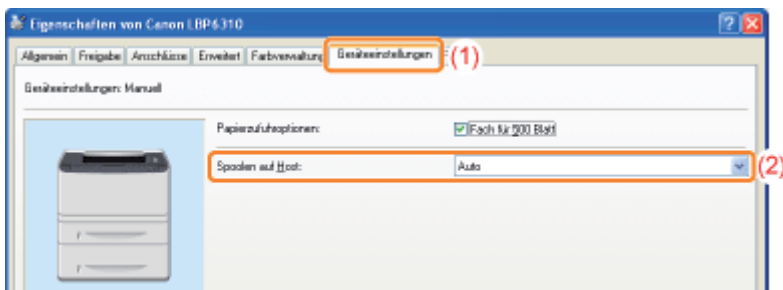 Eigenschaften von Canon LBP6310
Allgemein Freigabe Anschlüsse Erweitert Farbverwaltung Geräteeinstellungen (1)
Geräteeinstellungen: Manuell
Papierzufuhroptionen: Fach für 500 Blatt
Spoolen auf Host: Auto (2)